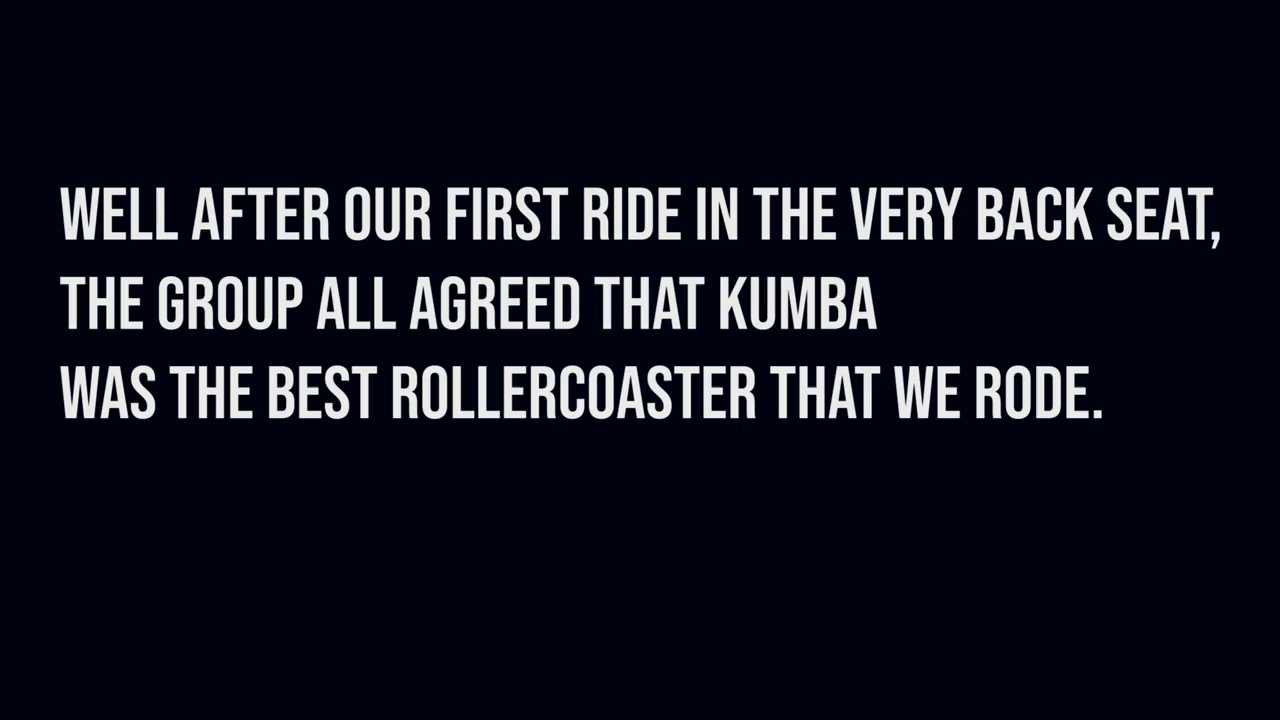 WELL AFTER OUR FIRST RIDE IN THE VERY BACK SEAT,
THE GROUP ALL AGREED THAT KUMBA
WAS THE BEST ROLLERCOASTER THAT WE RODE.